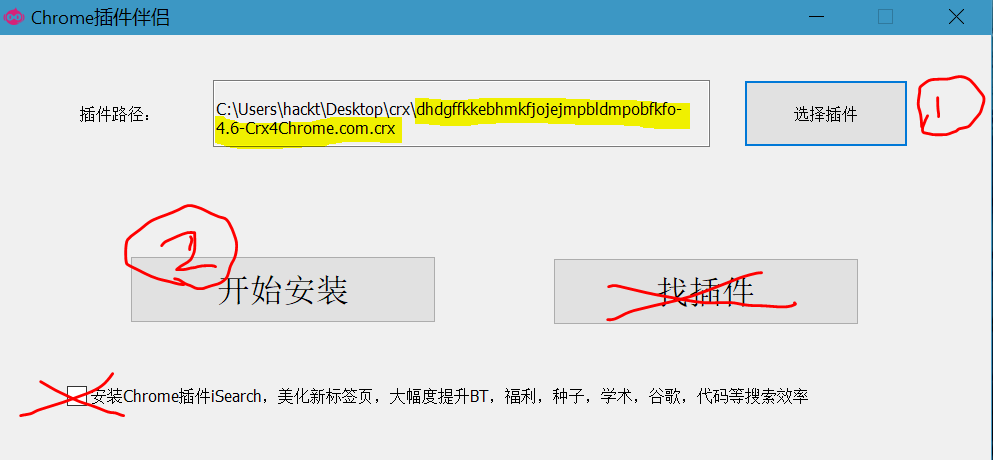 Chrome插件伴侣
插件路径:
C:\Users\hackt\Desktop\crx\dhdgffkkebhmkfjojejmpbldmpobfkfo-
4.6-Crx4Chrome.com.crx
选择插件
1
2
开始安装
找插件
安装Chrome插件iSearch，美化新标签页，大幅度提升BT，福利，种子，学术，谷歌，代码等搜索效率